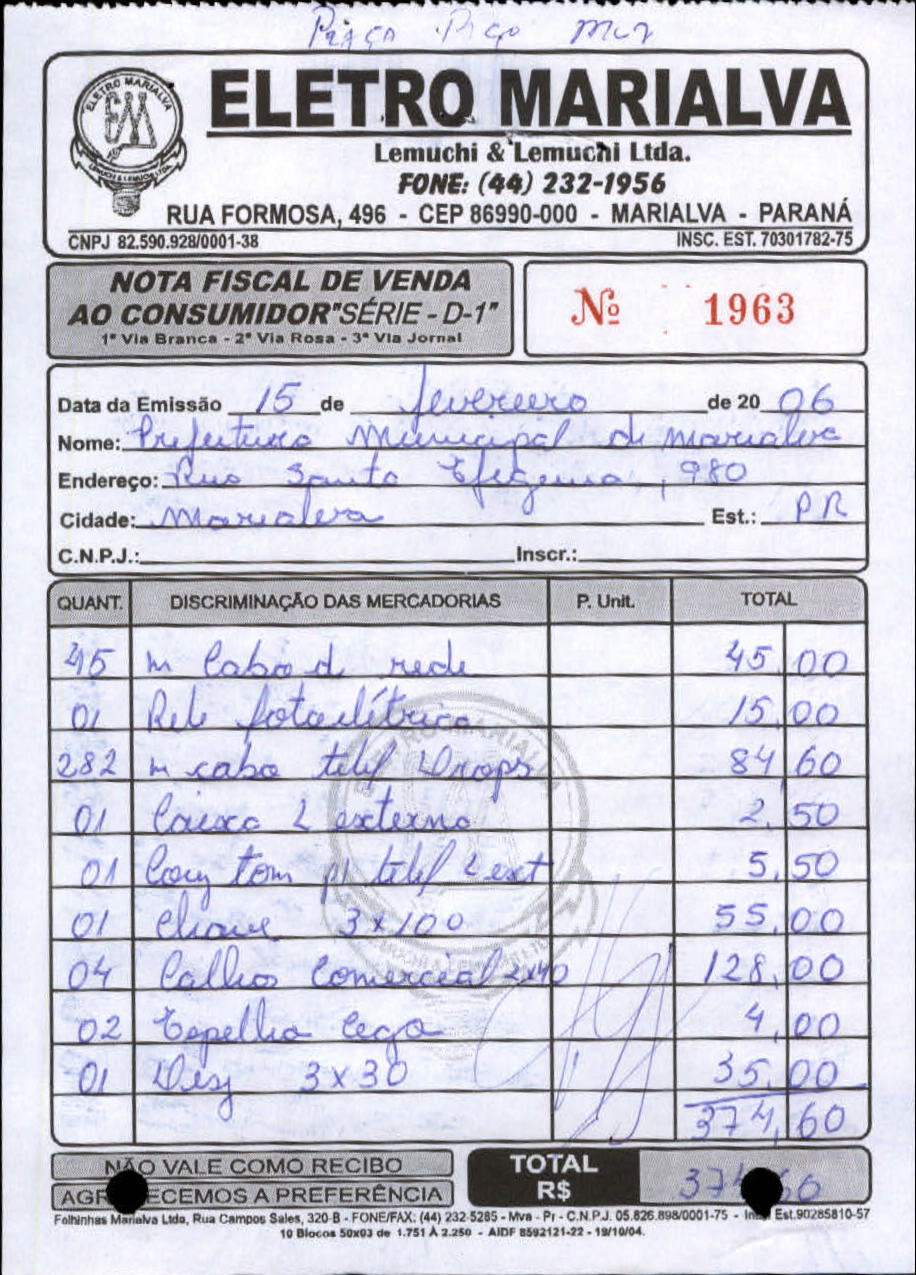 ELETRO MARIALVA
Lemuchi & Lemuchi Ltda.
FONE: (44) 232-1956
RUA FORMOSA, 496 - CEP 86990-000 - MARIALVA - PARANÁ
CNPJ 82.590.928/0001-38 INSC. EST. 70301782-75
NOTA FISCAL DE VENDA
AO CONSUMIDOR "SÉRIE - D-1"
1ª Via Branca - 2ª Via Rosa - 3ª Via Jornal
Nº 1963
Data da Emissão 15 de fevereiro de 20 06
Nome: Prefeitura Municipal de Marialva
Endereço: Rua Santa Efigenia, 980
Cidade: Marialva Est.: PR
C.N.P.J.: Inscr.:
QUANT. DISCRIMINAÇÃO DAS MERCADORIAS P. Unit. TOTAL
45 m Cabo de rede 45,00
01 Rele fotoelétrico 15,00
282 m cabo telef Drops 84,60
01 Caixa 2 externa 2,50
01 Conj tom p/ telef 2 ext 5,50
01 Chave 3x100 55,00
04 Calhas Comercial 2x40 128,00
02 Espelho Cego 4,00
01 Disj 3x30 35,00
374,60
NÃO VALE COMO RECIBO
AGRADECEMOS A PREFERÊNCIA
TOTAL
R$ 374,60
Folhinhas Marialva Ltda, Rua Campos Sales, 320-B - FONE/FAX: (44) 232-5285 - Mva - Pr - C.N.P.J. 05.826.898/0001-75 - Est.90285810-57
10 Blocos 50x03 de 1.751 À 2.250 - AIDF 8592121-22 - 19/10/04.